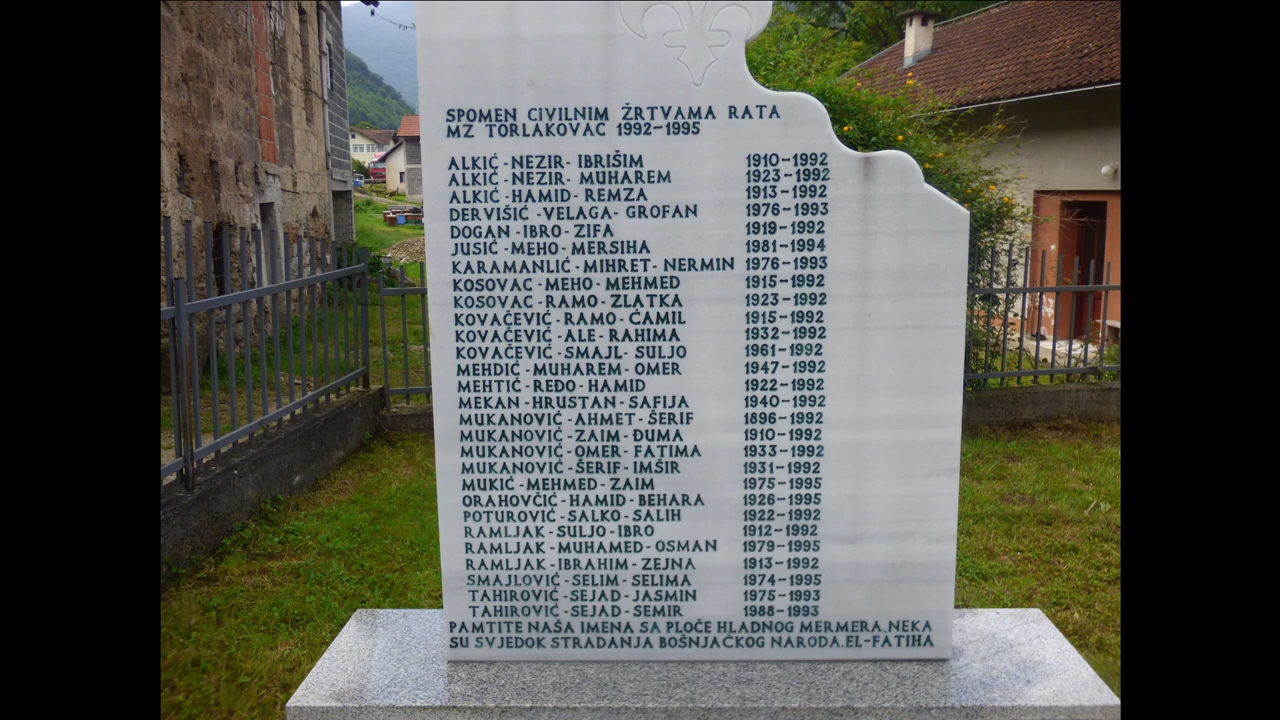 SPOMEN CIVILNIM ŽRTVAMA RATA
MZ TORLAKOVAC 1992-1995
ALKIĆ-NEZIR-IBRIŠIM 1910-1992
ALKIĆ-NEZIR-MUHAREM 1923-1992
ALKIĆ-HAMID-REMZA 1913-1992
DERVIŠIĆ-VELAGA-GROFAN 1976-1993
DOGAN-IBRO-ZIFA 1919-1992
JUSIĆ-MEHO-MERSIHA 1981-1994
KARAMANLIĆ-MIHRET-NERMIN 1976-1993
KOSOVAC-MEHO-MEHMED 1915-1992
KOSOVAC-RAMO-ZLATKA 1923-1992
KOVAČEVIĆ-RAMO-ĆAMIL 1915-1992
KOVAČEVIĆ-ALE-RAHIMA 1932-1992
KOVAČEVIĆ-SMAJL-SULJO 1961-1992
MEHDIĆ-MUHAREM-OMER 1947-1992
MEHTIĆ-REĐO-HAMID 1922-1992
MEKAN-HRUSTAN-SAFIJA 1940-1992
MUKANOVIĆ-AHMET-ŠERIF 1896-1992
MUKANOVIĆ-ZAIM-ĐUMA 1910-1992
MUKANOVIĆ-OMER-FATIMA 1933-1992
MUKANOVIĆ-ŠERIF-IMŠIR 1931-1992
MUKIĆ-MEHMED-ZAIM 1975-1995
ORAHOVČIĆ-HAMID-BEHARA 1926-1995
POTUROVIĆ-SALKO-SALIH 1922-1992
RAMLJAK-SULJO-IBRO 1912-1992
RAMLJAK-MUHAMED-OSMAN 1979-1995
RAMLJAK-IBRAHIM-ZEJNA 1913-1992
SMAJLOVIĆ-SELIM-SELIMA 1974-1995
TAHIROVIĆ-SEJAD-JASMIN 1975-1993
TAHIROVIĆ-SEJAD-SEMIR 1988-1993
PAMTITE NAŠA IMENA SA PLOČE HLADNOG MERMERA, NEKA
SU SVJEDOK STRADANJA BOŠNJAČKOG NARODA. EL-FATIHA